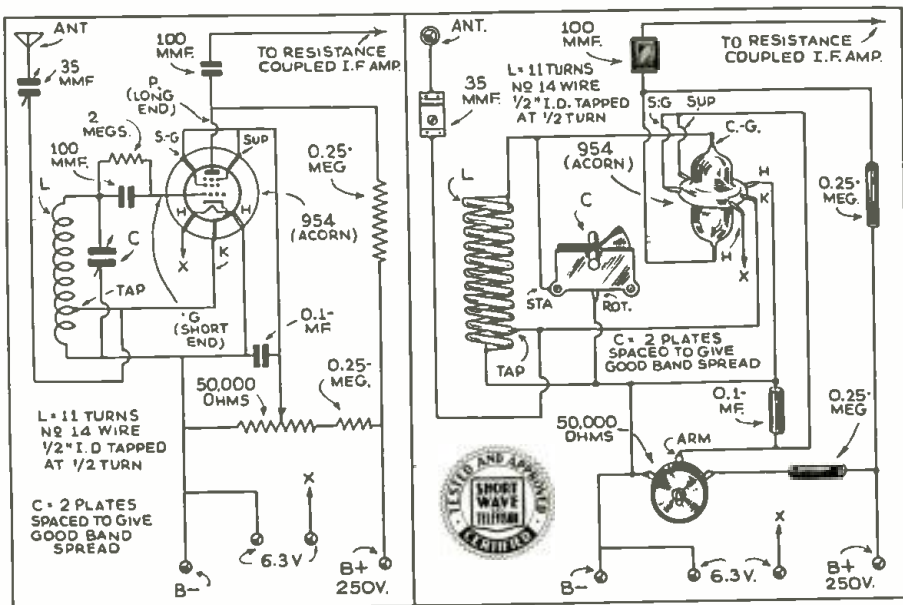 ANT
35
MMF
100
MMF.
TO RESISTANCE
COUPLED I.F. AMP.
P.
(LONG
END)
S.-G
SUP
2
MEGS.
100
MMF.
0.25-
MEG
L
H
H
954
(ACORN)
C
X
K
TAP
G
(SHORT
END)
0.1-
MF
0.25-
MEG.
50,000
OHMS
L = 11 TURNS
Nº 14 WIRE
1/2" I.D TAPPED
AT 1/2 TURN
C = 2 PLATES
SPACED TO GIVE
GOOD BAND
SPREAD
X
6.3V.
B-
B+
250V.
ANT.
100
MMF.
TO RESISTANCE
COUPLED I.F. AMP.
35
MMF.
L = 11 TURNS
Nº 14 WIRE
1/2" I.D. TAPPED
AT 1/2 TURN
S.G
SUP
C.-G.
954
(ACORN)
H
K
0.25-
MEG.
L
C
H
X
STA
ROT.
TAP
C = 2 PLATES
SPACED TO GIVE
GOOD BAND SPREAD
0.1-
MF.
0.25-
MEG
50,000
OHMS
ARM
TESTED AND APPROVED
SHORT
WAVE
&
TELEVISION
CERTIFIED
X
B-
6.3V.
B+
250V.